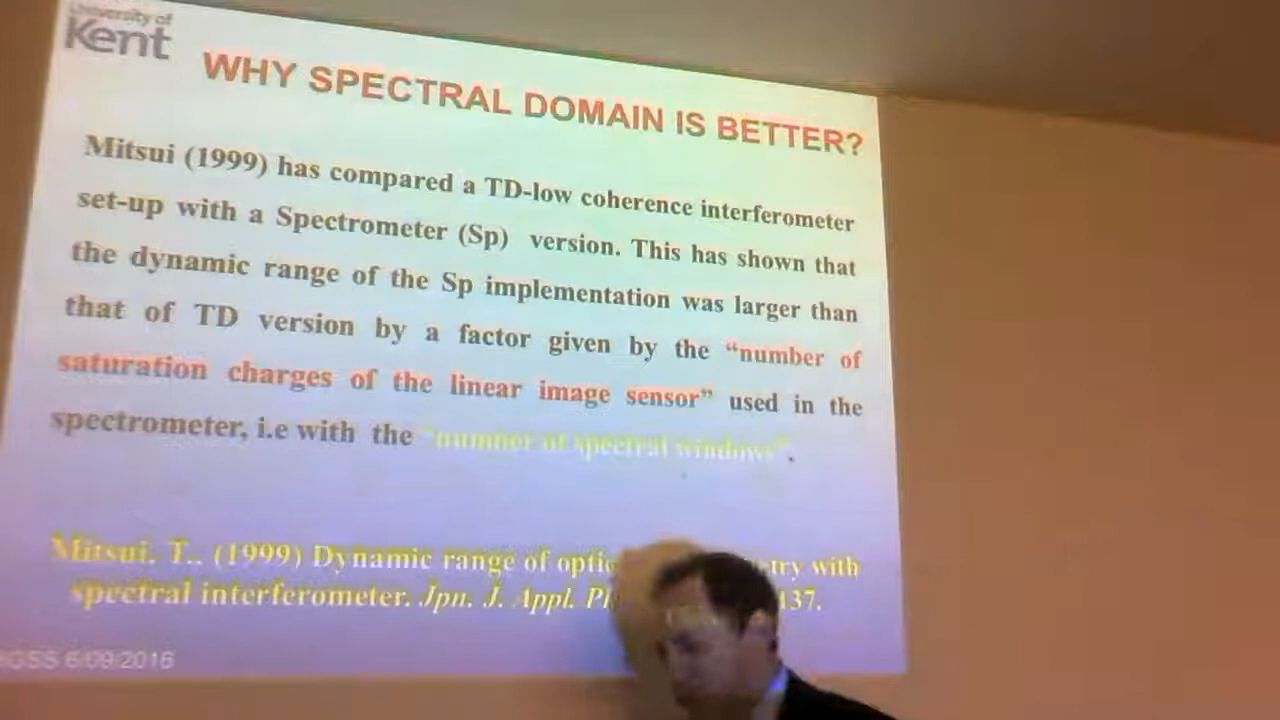 University of
Kent
WHY SPECTRAL DOMAIN IS BETTER?
Mitsui (1999) has compared a TD-low coherence interferometer
set-up with a Spectrometer (Sp) version. This has shown that
the dynamic range of the Sp implementation was larger than
that of TD version by a factor given by the “number of
saturation charges of the linear image sensor” used in the
spectrometer, i.e with the “number of spectral windows”.
Mitsui, T., (1999) Dynamic range of with
spectral interferometer. Jpn. J. Appl. 137.
6/09/2016